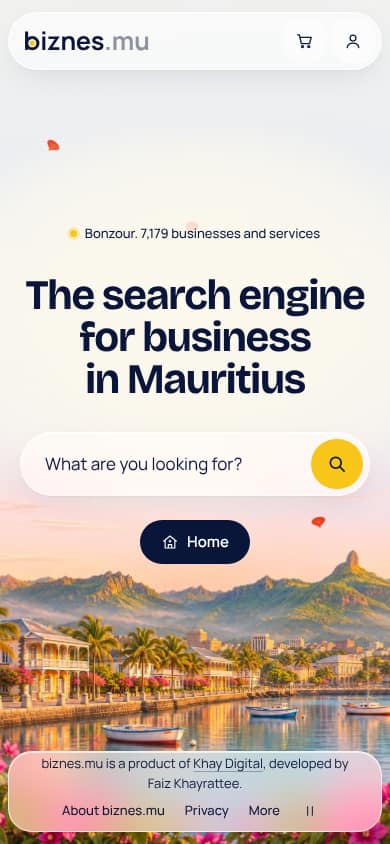 biznes.mu
Bonzour. 7,179 businesses and services
The search engine
for business
in Mauritius
What are you looking for?
Home
biznes.mu is a product of Khay Digital, developed by
Faiz Khayrattee.
About biznes.mu Privacy More